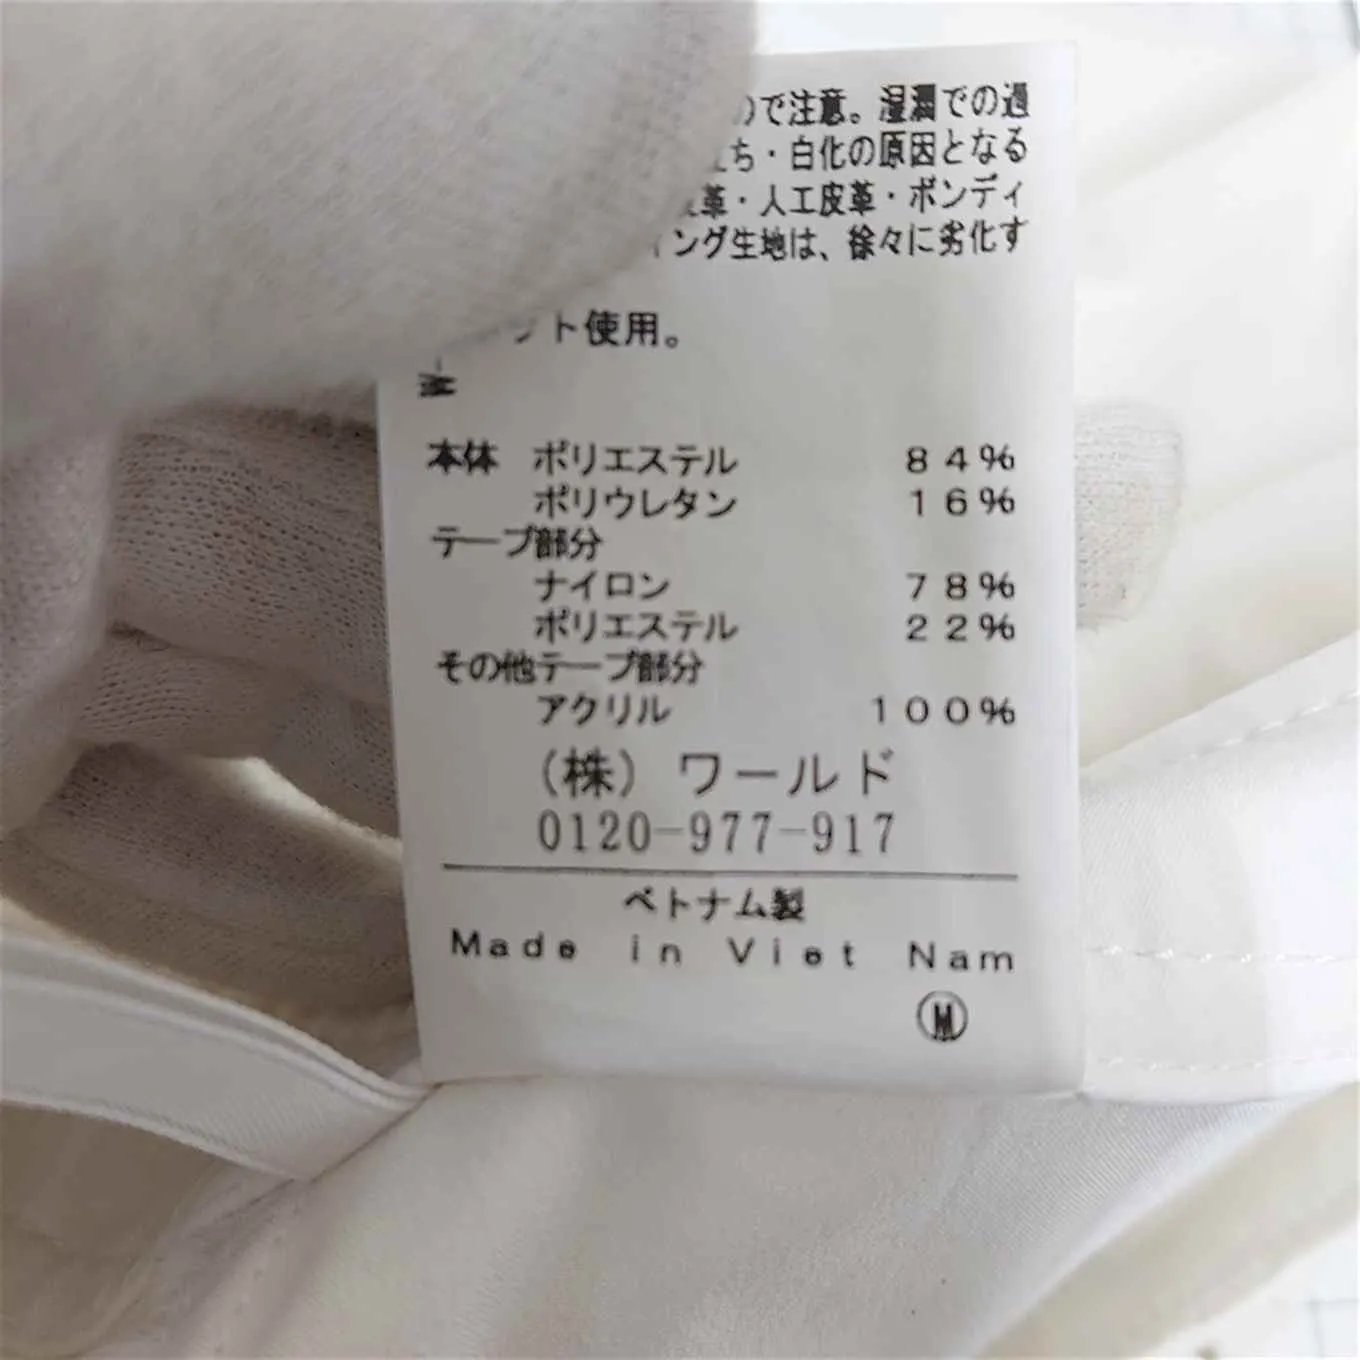 で注意。湿潤での過
ち・白化の原因となる
革・人工皮革・ボンディ
ング生地は、徐々に劣化す
ト使用。
本体 ポリエステル 84%
ポリウレタン 16%
テープ部分
ナイロン 78%
ポリエステル 22%
その他テープ部分
アクリル 100%
(株) ワールド
0120-977-917
ベトナム製
Made in Viet Nam
M